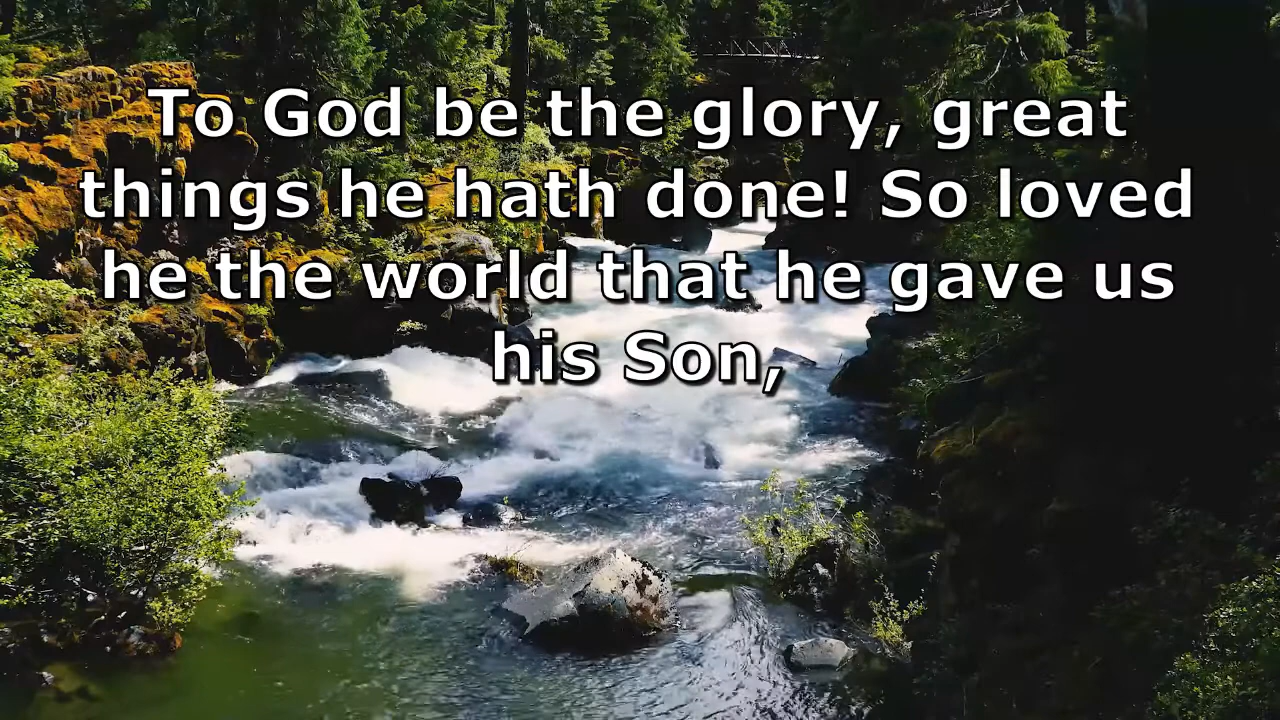 To God be the glory, great
things he hath done! So loved
he the world that he gave us
his Son,